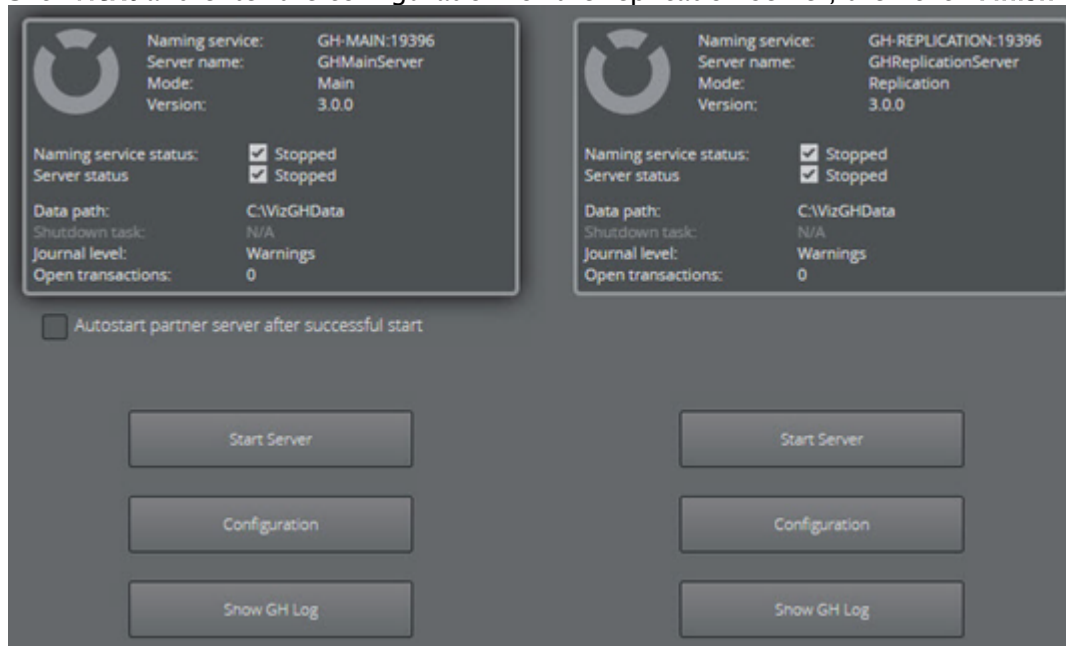 Naming service: GH-MAIN:19396
Server name: GHMainServer
Mode: Main
Version: 3.0.0
Naming service status: Stopped
Server status Stopped
Data path: C:\VizGHData
Shutdown task: N/A
Journal level: Warnings
Open transactions: 0
Naming service: GH-REPLICATION:19396
Server name: GHReplicationServer
Mode: Replication
Version: 3.0.0
Naming service status: Stopped
Server status Stopped
Data path: C:\VizGHData
Shutdown task: N/A
Journal level: Warnings
Open transactions: 0
Autostart partner server after successful start
Start Server
Configuration
Show GH Log
Start Server
Configuration
Show GH Log